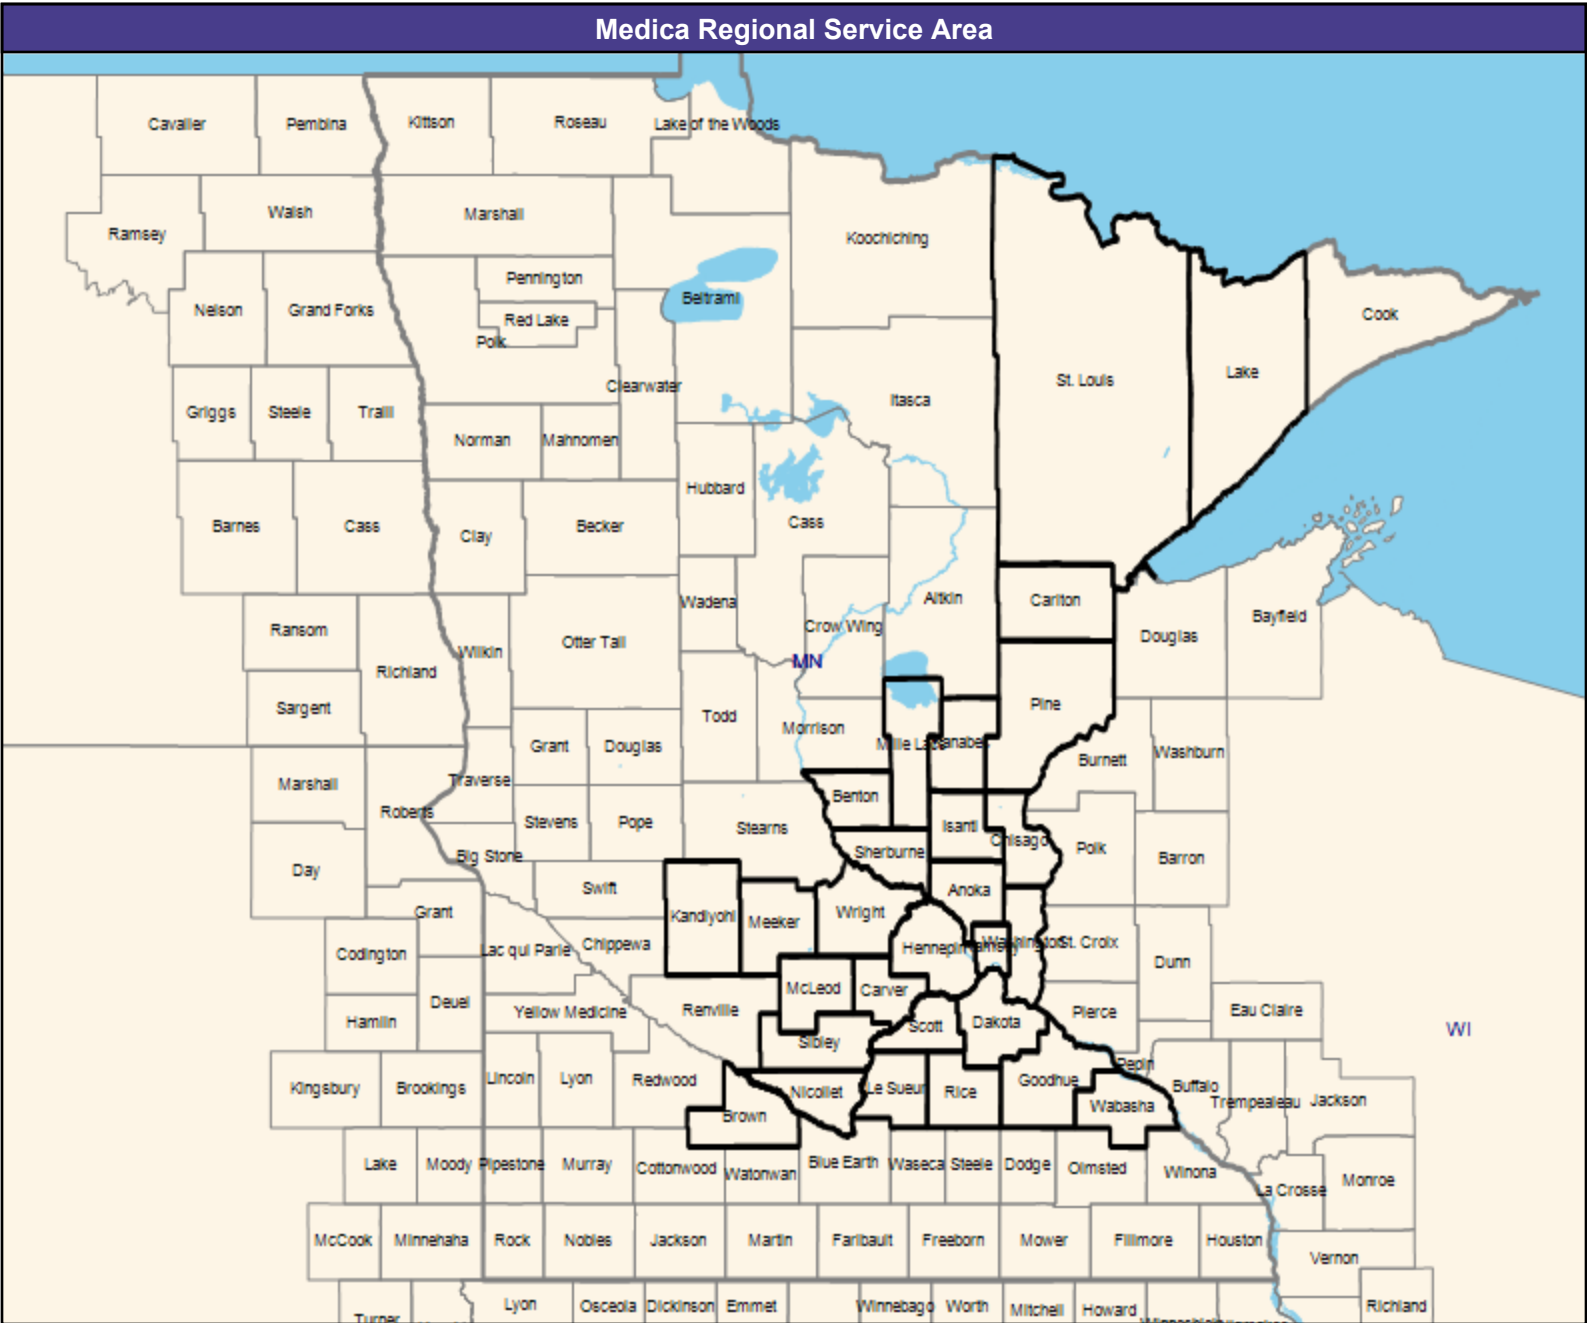 Medica Regional Service Area
Cavalier
Pembina
Kittson
Roseau
Lake of the Woods
Ramsey
Walsh
Marshall
Koochiching
Nelson
Grand Forks
Pennington
Red Lake
Polk
Beltrami
Cook
Clearwater
St. Louis
Lake
Itasca
Griggs
Steele
Traill
Norman
Mahnomen
Hubbard
Cass
Barnes
Cass
Clay
Becker
Wadena
Crow Wing
Aitkin
Carlton
Douglas
Bayfield
Ransom
Richland
Wilkin
Otter Tail
MN
Sargent
Todd
Morrison
Pine
Grant
Douglas
Mille Lacs
Kanabec
Burnett
Washburn
Marshall
Roberts
Traverse
Stevens
Pope
Stearns
Benton
Isanti
Chisago
Polk
Barron
Day
Big Stone
Swift
Sherburne
Anoka
Grant
Kandiyohi
Meeker
Wright
Hennepin
Ramsey
Washington
St. Croix
Dunn
Codington
Lac qui Parle
Chippewa
McLeod
Carver
Deuel
Hamlin
Yellow Medicine
Renville
Sibley
Scott
Dakota
Pierce
Eau Claire
WI
Kingsbury
Brookings
Lincoln
Lyon
Redwood
Brown
Nicollet
Le Sueur
Rice
Goodhue
Wabasha
Pepin
Buffalo
Trempealeau
Jackson
Lake
Moody
Pipestone
Murray
Cottonwood
Watonwan
Blue Earth
Waseca
Steele
Dodge
Olmsted
Winona
La Crosse
Monroe
McCook
Minnehaha
Rock
Nobles
Jackson
Martin
Faribault
Freeborn
Mower
Fillmore
Houston
Vernon
Richland
Turner
Lyon
Osceola
Dickinson
Emmet
Winnebago
Worth
Mitchell
Howard